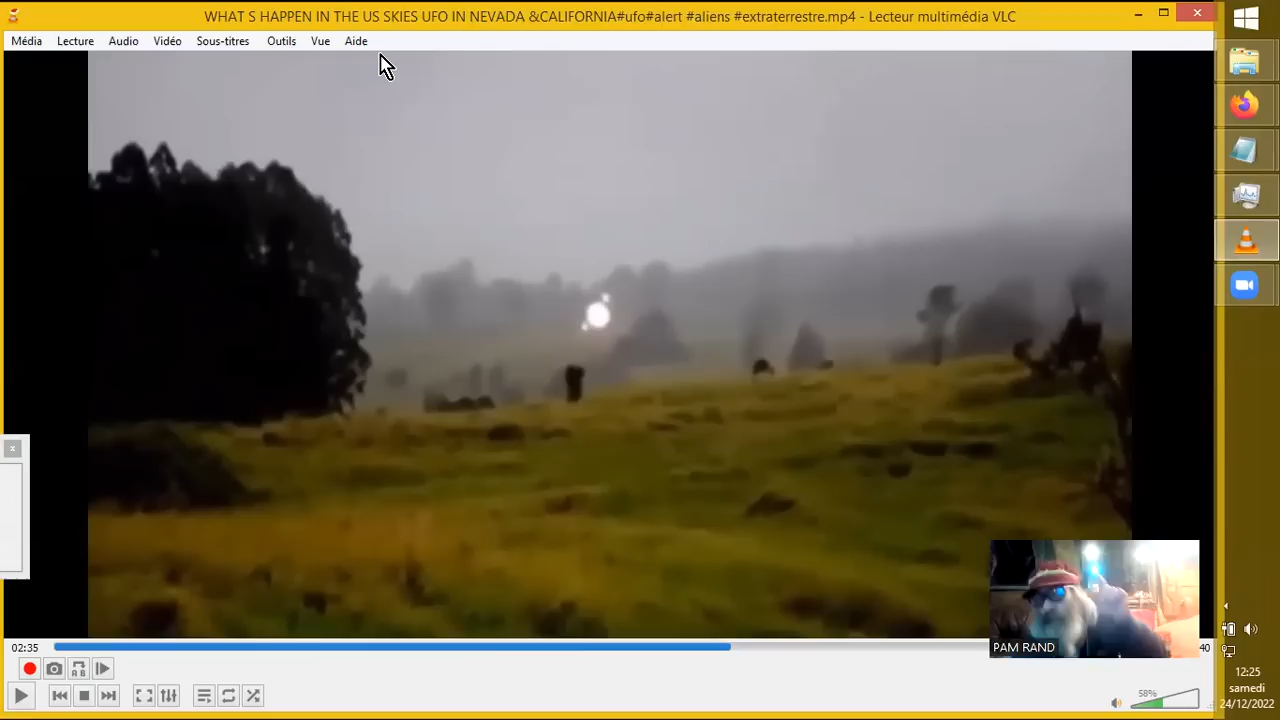 WHAT S HAPPEN IN THE US SKIES UFO IN NEVADA &CALIFORNIA#ufo#alert #aliens #extraterrestre.mp4 - Lecteur multimédia VLC
Média Lecture Audio Vidéo Sous-titres Outils Vue Aide
PAM RAND
02:35
40
58%
12:25
samedi
24/12/2022